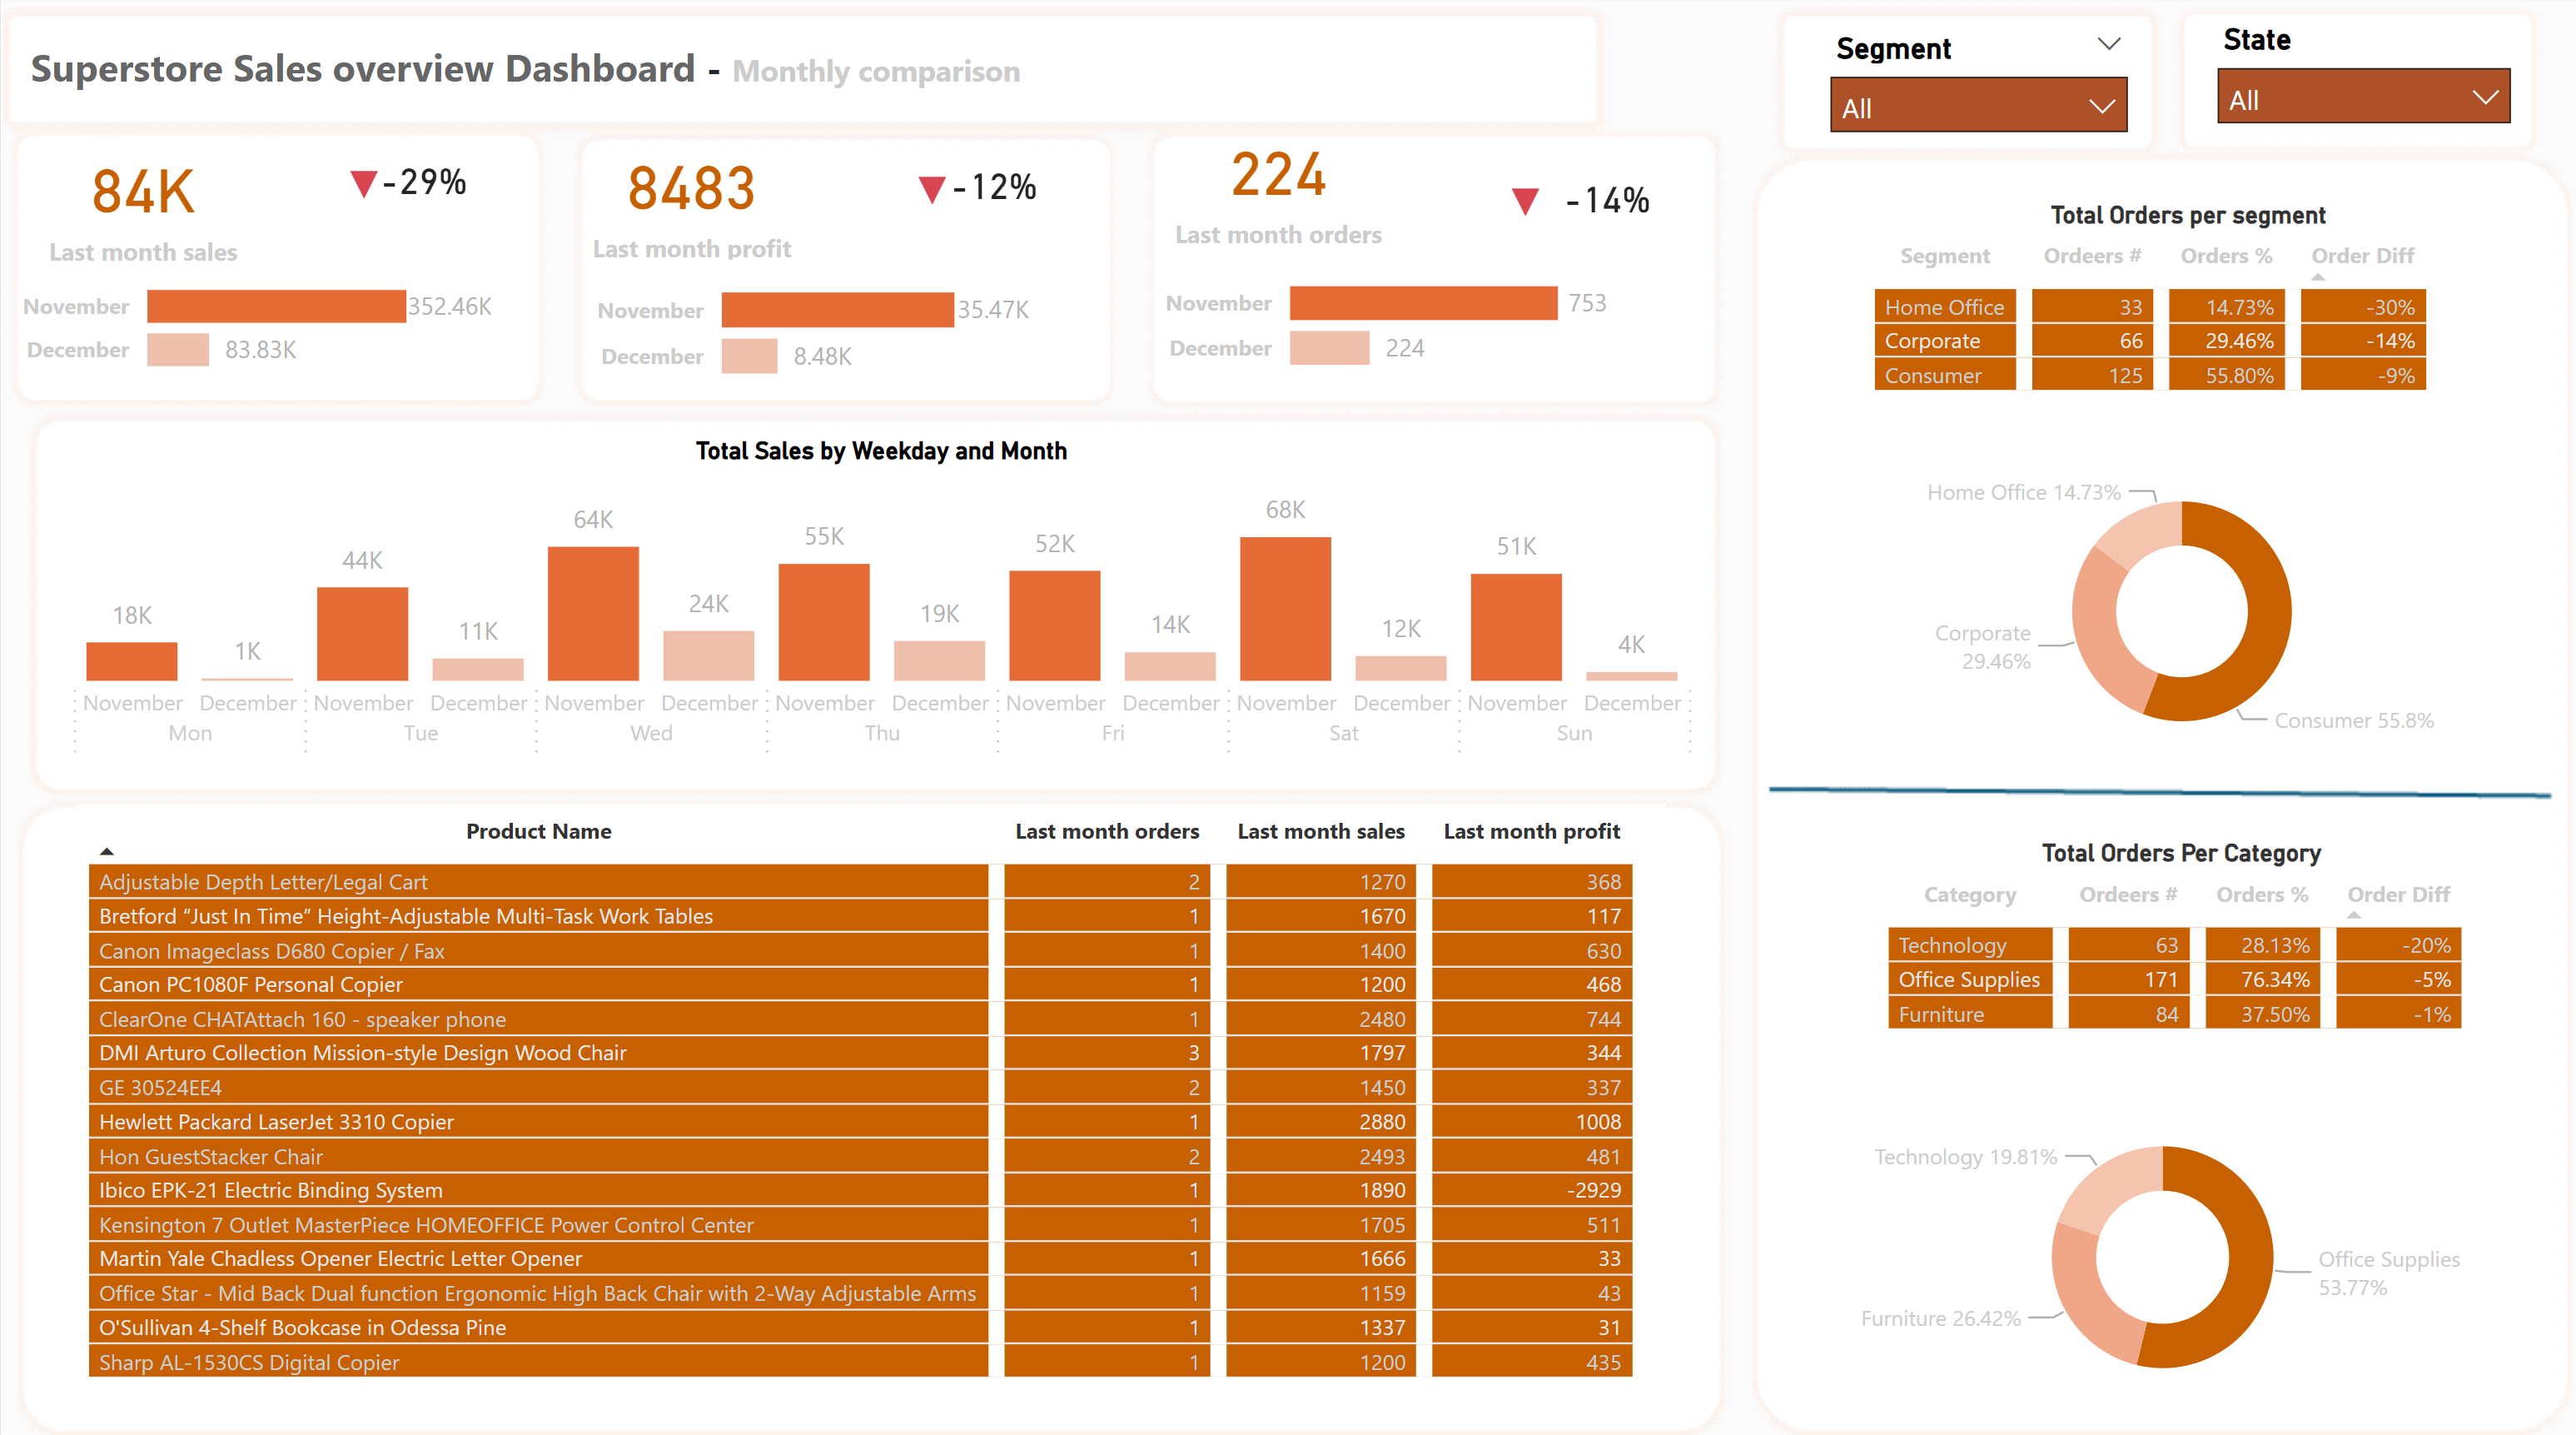 Superstore Sales overview Dashboard - Monthly comparison
Segment
All
State
All
84K
-29%
Last month sales
November 352.46K
December 83.83K
8483
-12%
Last month profit
November 35.47K
December 8.48K
224
-14%
Last month orders
November 753
December 224
Total Sales by Weekday and Month
18K 1K 44K 11K 64K 24K 55K 19K 52K 14K 68K 12K 51K 4K
November December November December November December November December November December November December November December
Mon Tue Wed Thu Fri Sat Sun
Product Name Last month orders Last month sales Last month profit
Adjustable Depth Letter/Legal Cart 2 1270 368
Bretford “Just In Time” Height-Adjustable Multi-Task Work Tables 1 1670 117
Canon Imageclass D680 Copier / Fax 1 1400 630
Canon PC1080F Personal Copier 1 1200 468
ClearOne CHATAttach 160 - speaker phone 1 2480 744
DMI Arturo Collection Mission-style Design Wood Chair 3 1797 344
GE 30524EE4 2 1450 337
Hewlett Packard LaserJet 3310 Copier 1 2880 1008
Hon GuestStacker Chair 2 2493 481
Ibico EPK-21 Electric Binding System 1 1890 -2929
Kensington 7 Outlet MasterPiece HOMEOFFICE Power Control Center 1 1705 511
Martin Yale Chadless Opener Electric Letter Opener 1 1666 33
Office Star - Mid Back Dual function Ergonomic High Back Chair with 2-Way Adjustable Arms 1 1159 43
O'Sullivan 4-Shelf Bookcase in Odessa Pine 1 1337 31
Sharp AL-1530CS Digital Copier 1 1200 435
Total Orders per segment
Segment Ordeers # Orders % Order Diff
Home Office 33 14.73% -30%
Corporate 66 29.46% -14%
Consumer 125 55.80% -9%
Home Office 14.73%
Corporate
29.46%
Consumer 55.8%
Total Orders Per Category
Category Ordeers # Orders % Order Diff
Technology 63 28.13% -20%
Office Supplies 171 76.34% -5%
Furniture 84 37.50% -1%
Technology 19.81%
Office Supplies
53.77%
Furniture 26.42%